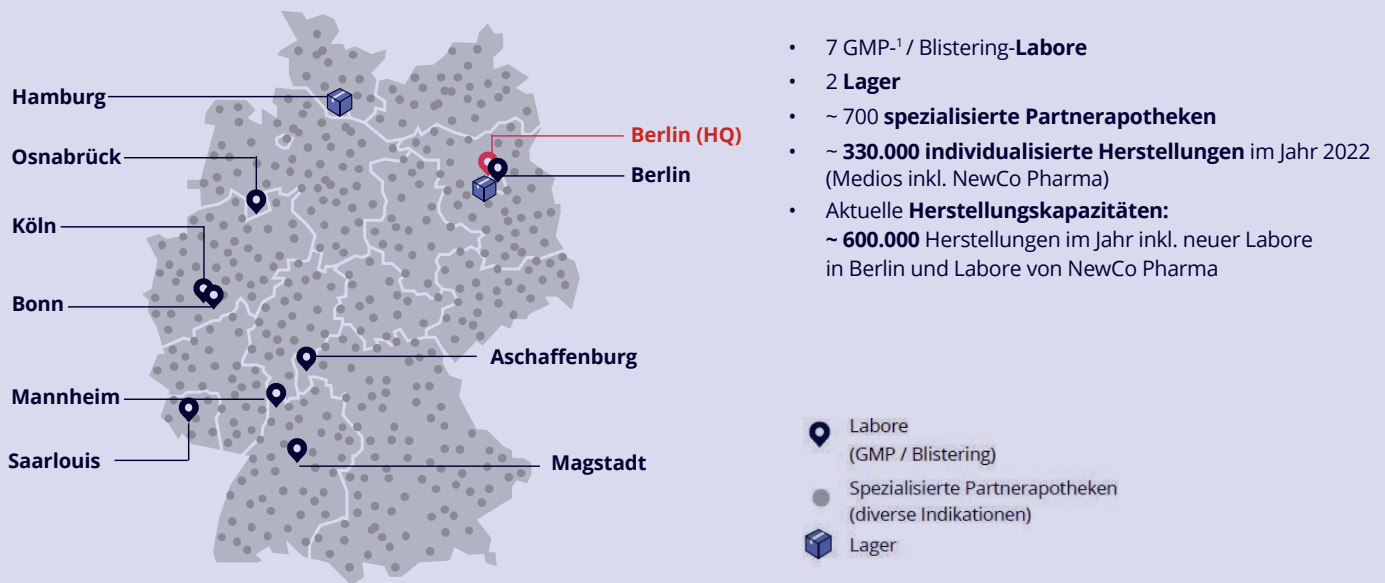 Hamburg
Osnabrück
Köln
Bonn
Mannheim
Saarlouis
Berlin (HQ)
Berlin
Aschaffenburg
Magstadt
• 7 GMP-¹ / Blistering-Labore
• 2 Lager
• ~ 700 spezialisierte Partnerapotheken
• ~ 330.000 individualisierte Herstellungen im Jahr 2022
(Medios inkl. NewCo Pharma)
• Aktuelle Herstellungskapazitäten:
~ 600.000 Herstellungen im Jahr inkl. neuer Labore
in Berlin und Labore von NewCo Pharma
Labore
(GMP / Blistering)
Spezialisierte Partnerapotheken
(diverse Indikationen)
Lager